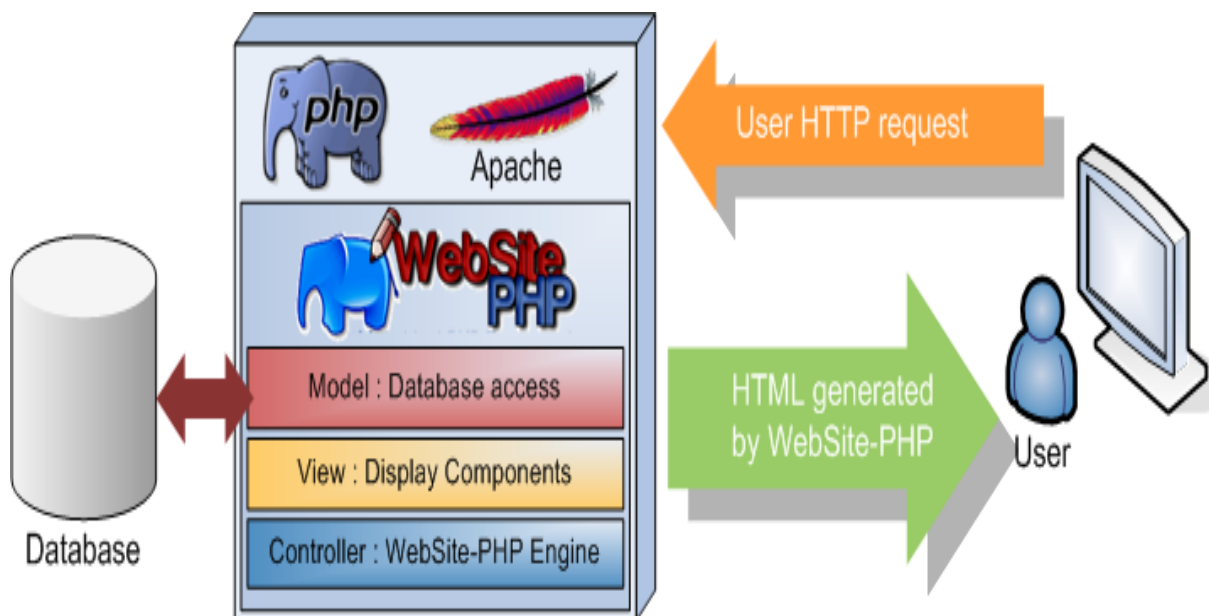 php
Apache
User HTTP request
WebSite
PHP
Model : Database access
View : Display Components
Controller : WebSite-PHP Engine
HTML generated
by WebSite-PHP
User
Database